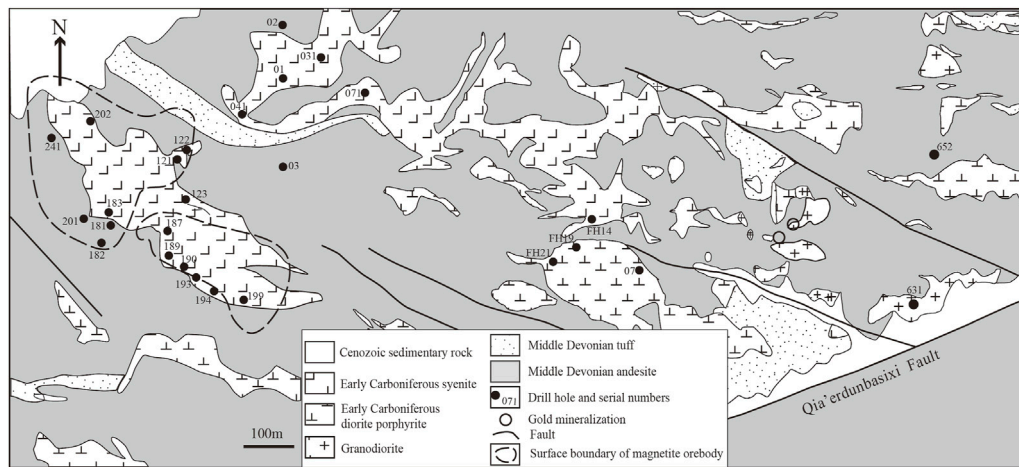 02
N
031
01
071
041
202
241
122
121
03
652
123
183
201
181
187
182
189
190
193
194
199
FH14
FH19
FH21
07
631
Qia'erdunbasixi Fault
100m
Cenozoic sedimentary rock
Early Carboniferous syenite
Early Carboniferous
diorite porphyrite
Granodiorite
Middle Devonian tuff
Middle Devonian andesite
071
Drill hole and serial numbers
Gold mineralization
Fault
Surface boundary of magnetite orebody